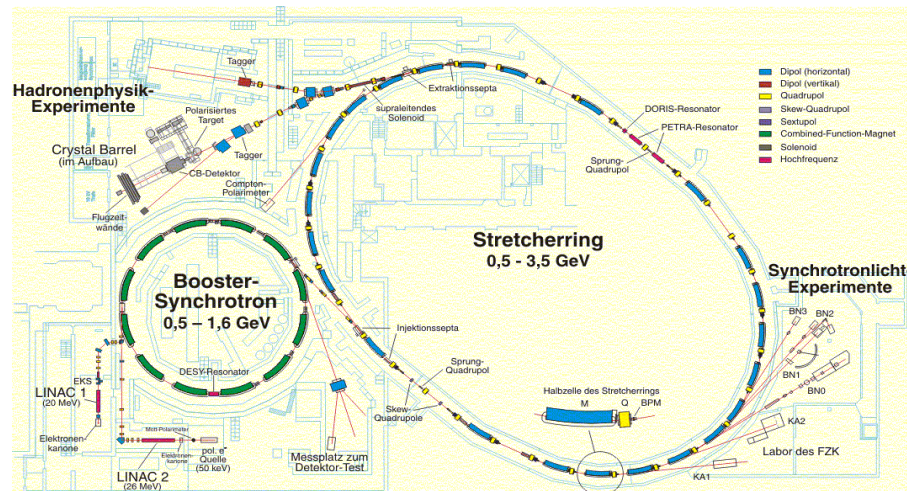 Tagger
Extraktionssepta
Hadronenphysik-
Experimente
Polarisiertes
Target
supraleitendes
Solenoid
Crystal Barrel
(im Aufbau)
Tagger
CB-Detektor
Compton-
Polarimeter
Flugzeit-
wände
DORIS-Resonator
PETRA-Resonator
Sprung-
Quadrupol
Dipol (horizontal)
Dipol (vertikal)
Quadrupol
Skew-Quadrupol
Sextupol
Combined-Function-Magnet
Solenoid
Hochfrequenz
Stretcherring
0,5 - 3,5 GeV
Booster-
Synchrotron
0,5 – 1,6 GeV
DESY-Resonator
Synchrotronlicht-
Experimente
BN3
BN2
BN1
BN0
KA2
Labor des FZK
KA1
Injektionssepta
Sprung-
Quadrupol
Skew-
Quadrupole
Halbzelle des Stretcherrings
M
Q
BPM
Messplatz zum
Detektor-Test
EKS
LINAC 1
(20 MeV)
Elektronen-
kanone
Mott-Polarimeter
Elektronen-
kanone
pol. e-
Quelle
(50 keV)
LINAC 2
(26 MeV)